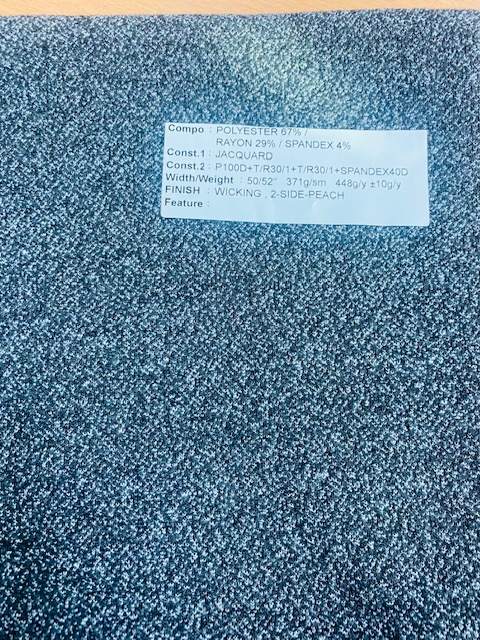 Compo : POLYESTER 67% /
RAYON 29% / SPANDEX 4%
Const.1 : JACQUARD
Const.2 : P100D+T/R30/1+T/R30/1+SPANDEX40D
Width/Weight : 50/52" 371g/sm 448g/y ±10g/y
FINISH : WICKING , 2-SIDE-PEACH
Feature :